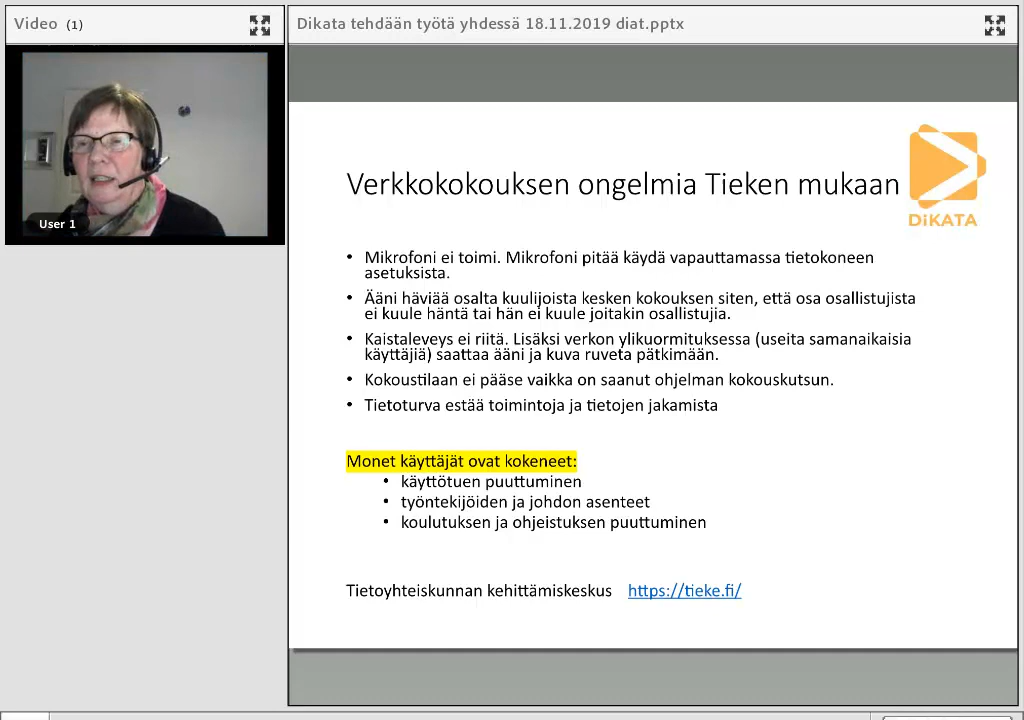 Video (1)
Dikata tehdään työtä yhdessä 18.11.2019 diat.pptx
User 1
Verkkokokouksen ongelmia Tieken mukaan
DiKATA
• Mikrofoni ei toimi. Mikrofoni pitää käydä vapauttamassa tietokoneen
asetuksista.
• Ääni häviää osalta kuulijoista kesken kokouksen siten, että osa osallistujista
ei kuule häntä tai hän ei kuule joitakin osallistujia.
• Kaistaleveys ei riitä. Lisäksi verkon ylikuormituksessa (useita samanaikaisia
käyttäjiä) saattaa ääni ja kuva ruveta pätkimään.
• Kokoustilaan ei pääse vaikka on saanut ohjelman kokouskutsun.
• Tietoturva estää toimintoja ja tietojen jakamista
Monet käyttäjät ovat kokeneet:
• käyttötuen puuttuminen
• työntekijöiden ja johdon asenteet
• koulutuksen ja ohjeistuksen puuttuminen
Tietoyhteiskunnan kehittämiskeskus https://tieke.fi/